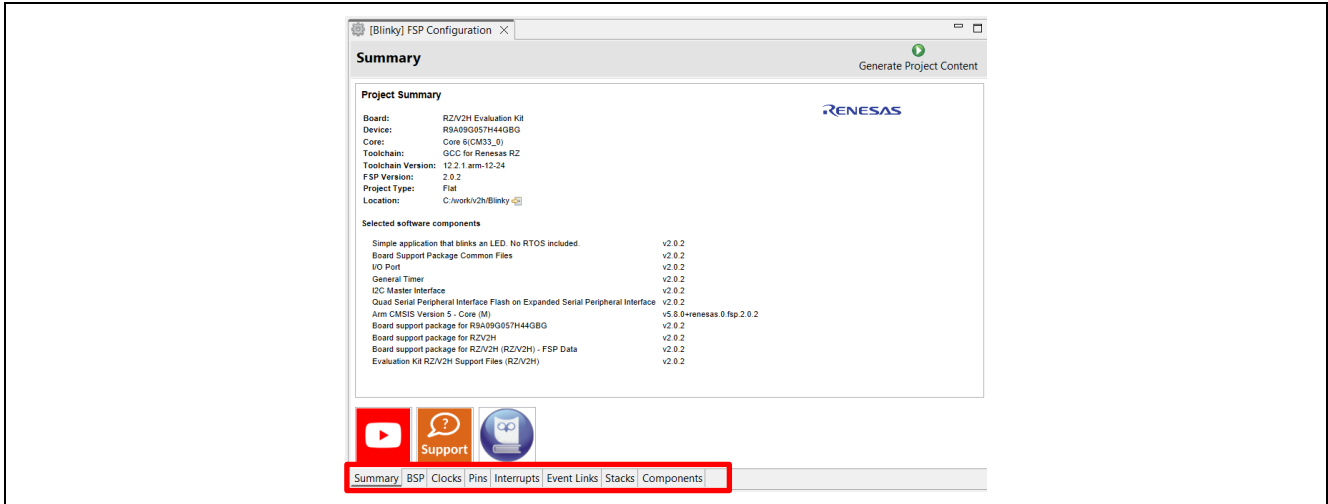 [Blinky] FSP Configuration
Summary
Generate Project Content
Project Summary
RENESAS
Board: RZ/V2H Evaluation Kit
Device: R9A09G057H44GBG
Core: Core 6(CM33_0)
Toolchain: GCC for Renesas RZ
Toolchain Version: 12.2.1.arm-12-24
FSP Version: 2.0.2
Project Type: Flat
Location: C:/work/v2h/Blinky
Selected software components
Simple application that blinks an LED. No RTOS included. v2.0.2
Board Support Package Common Files v2.0.2
I/O Port v2.0.2
General Timer v2.0.2
I2C Master Interface v2.0.2
Quad Serial Peripheral Interface Flash on Expanded Serial Peripheral Interface v2.0.2
Arm CMSIS Version 5 - Core (M) v5.8.0+renesas.0.fsp.2.0.2
Board support package for R9A09G057H44GBG v2.0.2
Board support package for RZV2H v2.0.2
Board support package for RZ/V2H (RZ/V2H) - FSP Data v2.0.2
Evaluation Kit RZ/V2H Support Files (RZ/V2H) v2.0.2
?
Support
Summary BSP Clocks Pins Interrupts Event Links Stacks Components